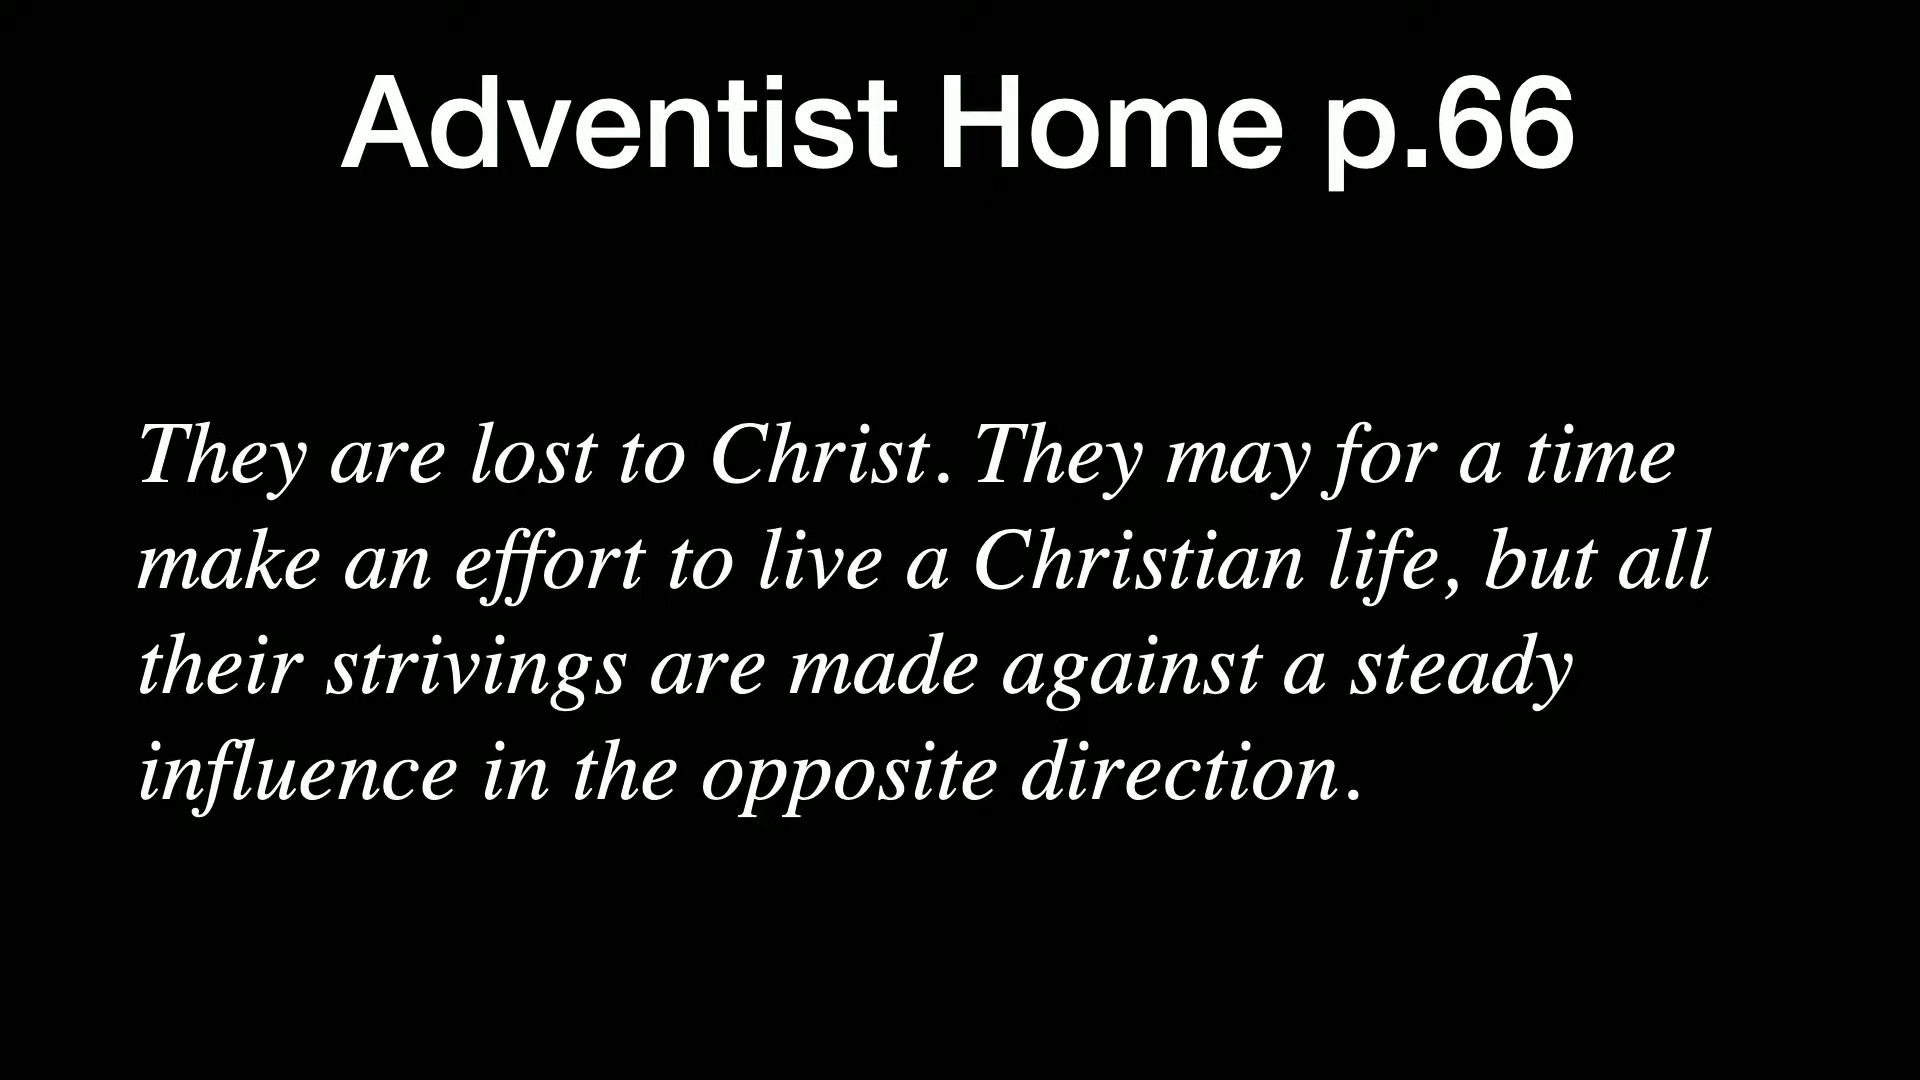 Adventist Home p.66
They are lost to Christ. They may for a time
make an effort to live a Christian life, but all
their strivings are made against a steady
influence in the opposite direction.